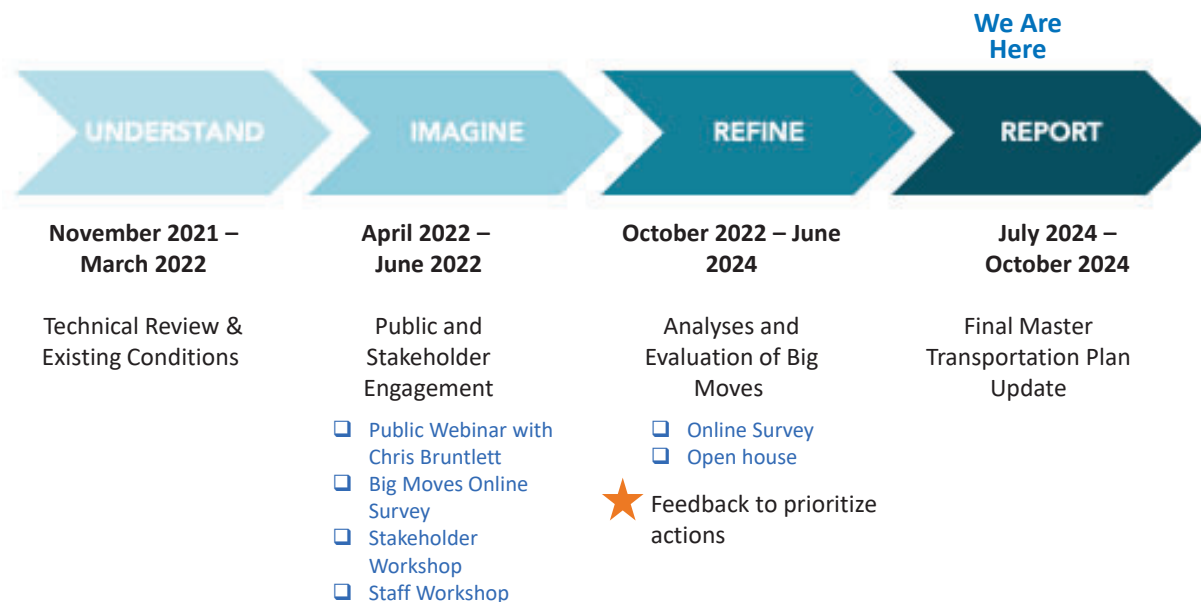 We Are
Here
UNDERSTAND
IMAGINE
REFINE
REPORT
November 2021 –
March 2022
April 2022 –
June 2022
October 2022 – June
2024
July 2024 –
October 2024
Technical Review &
Existing Conditions
Public and
Stakeholder
Engagement
Public Webinar with
Chris Bruntlett
Big Moves Online
Survey
Stakeholder
Workshop
Staff Workshop
Analyses and
Evaluation of Big
Moves
Online Survey
Open house
Feedback to prioritize
actions
Final Master
Transportation Plan
Update